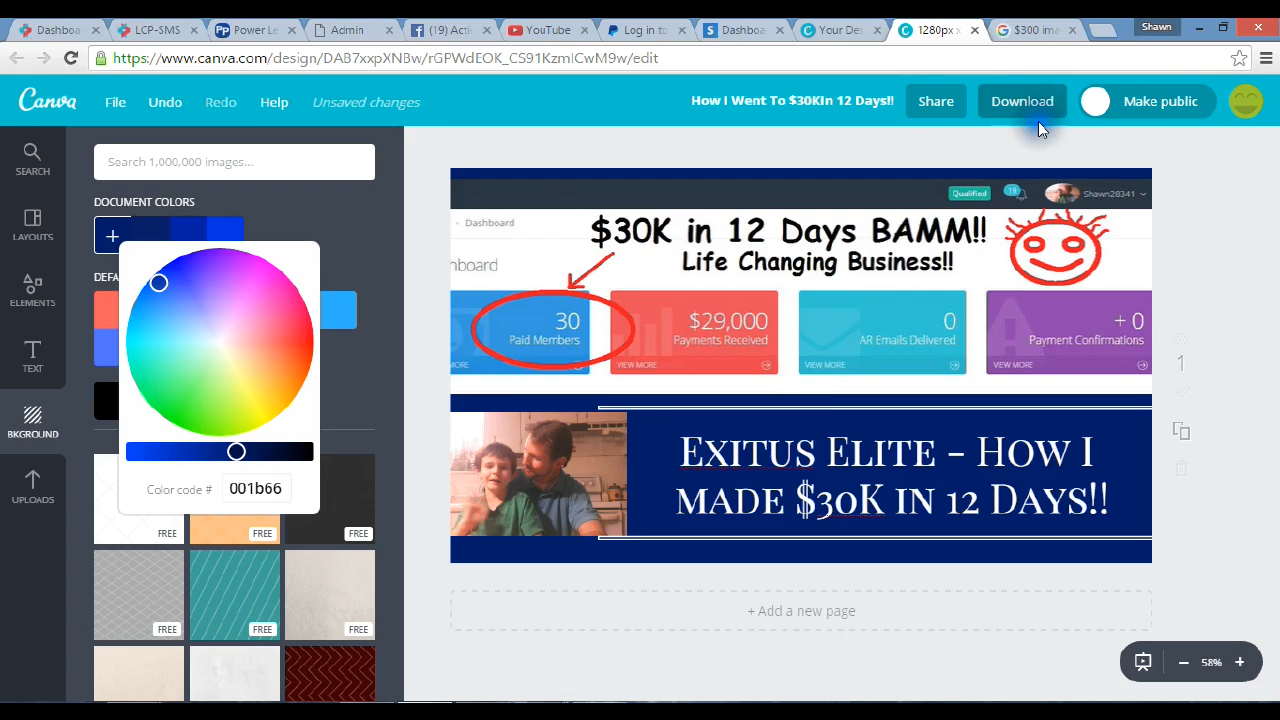 Dashboa
LCP-SMS
Power Le
Admin
(19) Acti
YouTube
Log in to
Dashboa
Your Des
1280px x
$300 ima
Shawn
https://www.canva.com/design/DAB7xxpXNBw/rGPWdEOK_CS91KznICwM9w/edit
Canva
File
Undo
Redo
Help
Unsaved changes
How I Went To $30KIn 12 Days!!
Share
Download
Make public
SEARCH
LAYOUTS
ELEMENTS
TEXT
BKGROUND
UPLOADS
Search 1,000,000 images...
DOCUMENT COLORS
DEFA
Color code #
001b66
FREE
FREE
FREE
FREE
FREE
FREE
Qualified
19
Shawn28341
Dashboard
$30K in 12 Days BAMM!!
Life Changing Business!!
hboard
30
Paid Members
MORE
$29,000
Payments Received
VIEW MORE
0
AR Emails Delivered
VIEW MORE
+ 0
Payment Confirmations
VIEW MORE
Exitus Elite - How I
made $30K in 12 Days!!
+ Add a new page
1
58%